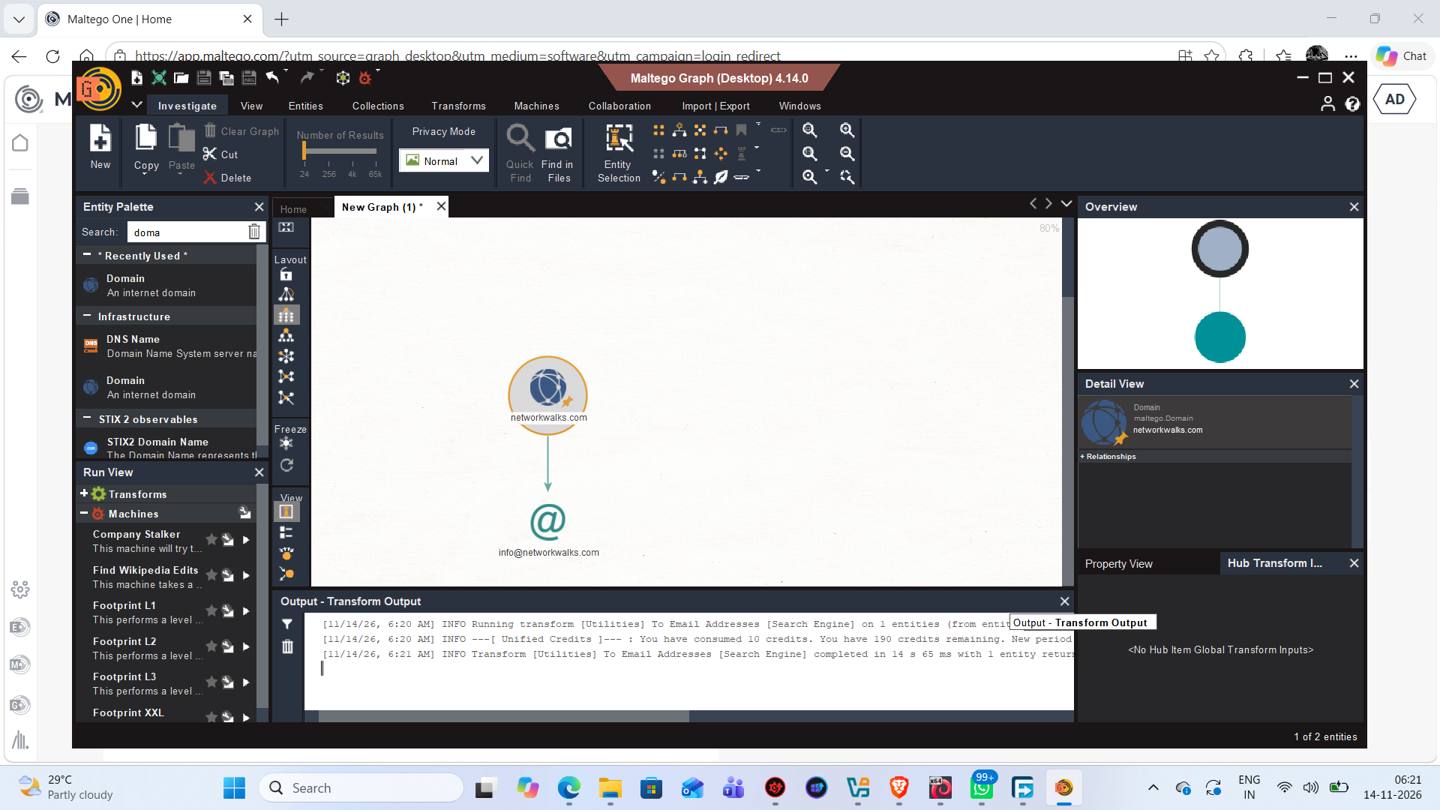 Maltego One | Home
https://app.maltego.com/?utm_source=graph_desktop&utm_medium=software&utm_campaign=login_redirect
Chat
M
AD
Maltego Graph (Desktop) 4.14.0
Investigate View Entities Collections Transforms Machines Collaboration Import | Export Windows
New
Copy
Paste
Clear Graph
Cut
Delete
Number of Results
24 256 4k 65k
Privacy Mode
Normal
Quick Find
Find in Files
Entity Selection
Entity Palette
Search: doma
* Recently Used *
Domain
An internet domain
Infrastructure
DNS Name
Domain Name System server na
Domain
An internet domain
STIX 2 observables
STIX2 Domain Name
The Domain Name represents th
Run View
Transforms
Machines
Company Stalker
This machine will try t...
Find Wikipedia Edits
This machine takes a ...
Footprint L1
This performs a level ...
Footprint L2
This performs a level ...
Footprint L3
This performs a level ...
Footprint XXL
Home
New Graph (1) *
80%
Layout
Freeze
View
networkwalks.com
@
info@networkwalks.com
Output - Transform Output
[11/14/26, 6:20 AM] INFO Running transform [Utilities] To Email Addresses [Search Engine] on 1 entities (from entit
[11/14/26, 6:20 AM] INFO ---[ Unified Credits ]--- : You have consumed 10 credits. You have 190 credits remaining. New period
[11/14/26, 6:21 AM] INFO Transform [Utilities] To Email Addresses [Search Engine] completed in 14 s 65 ms with 1 entity return
Output - Transform Output
Overview
Detail View
Domain
maltego.Domain
networkwalks.com
+ Relationships
Property View
Hub Transform I...
<No Hub Item Global Transform Inputs>
1 of 2 entities
29°C
Partly cloudy
Search
99+
ENG
IN
06:21
14-11-2026